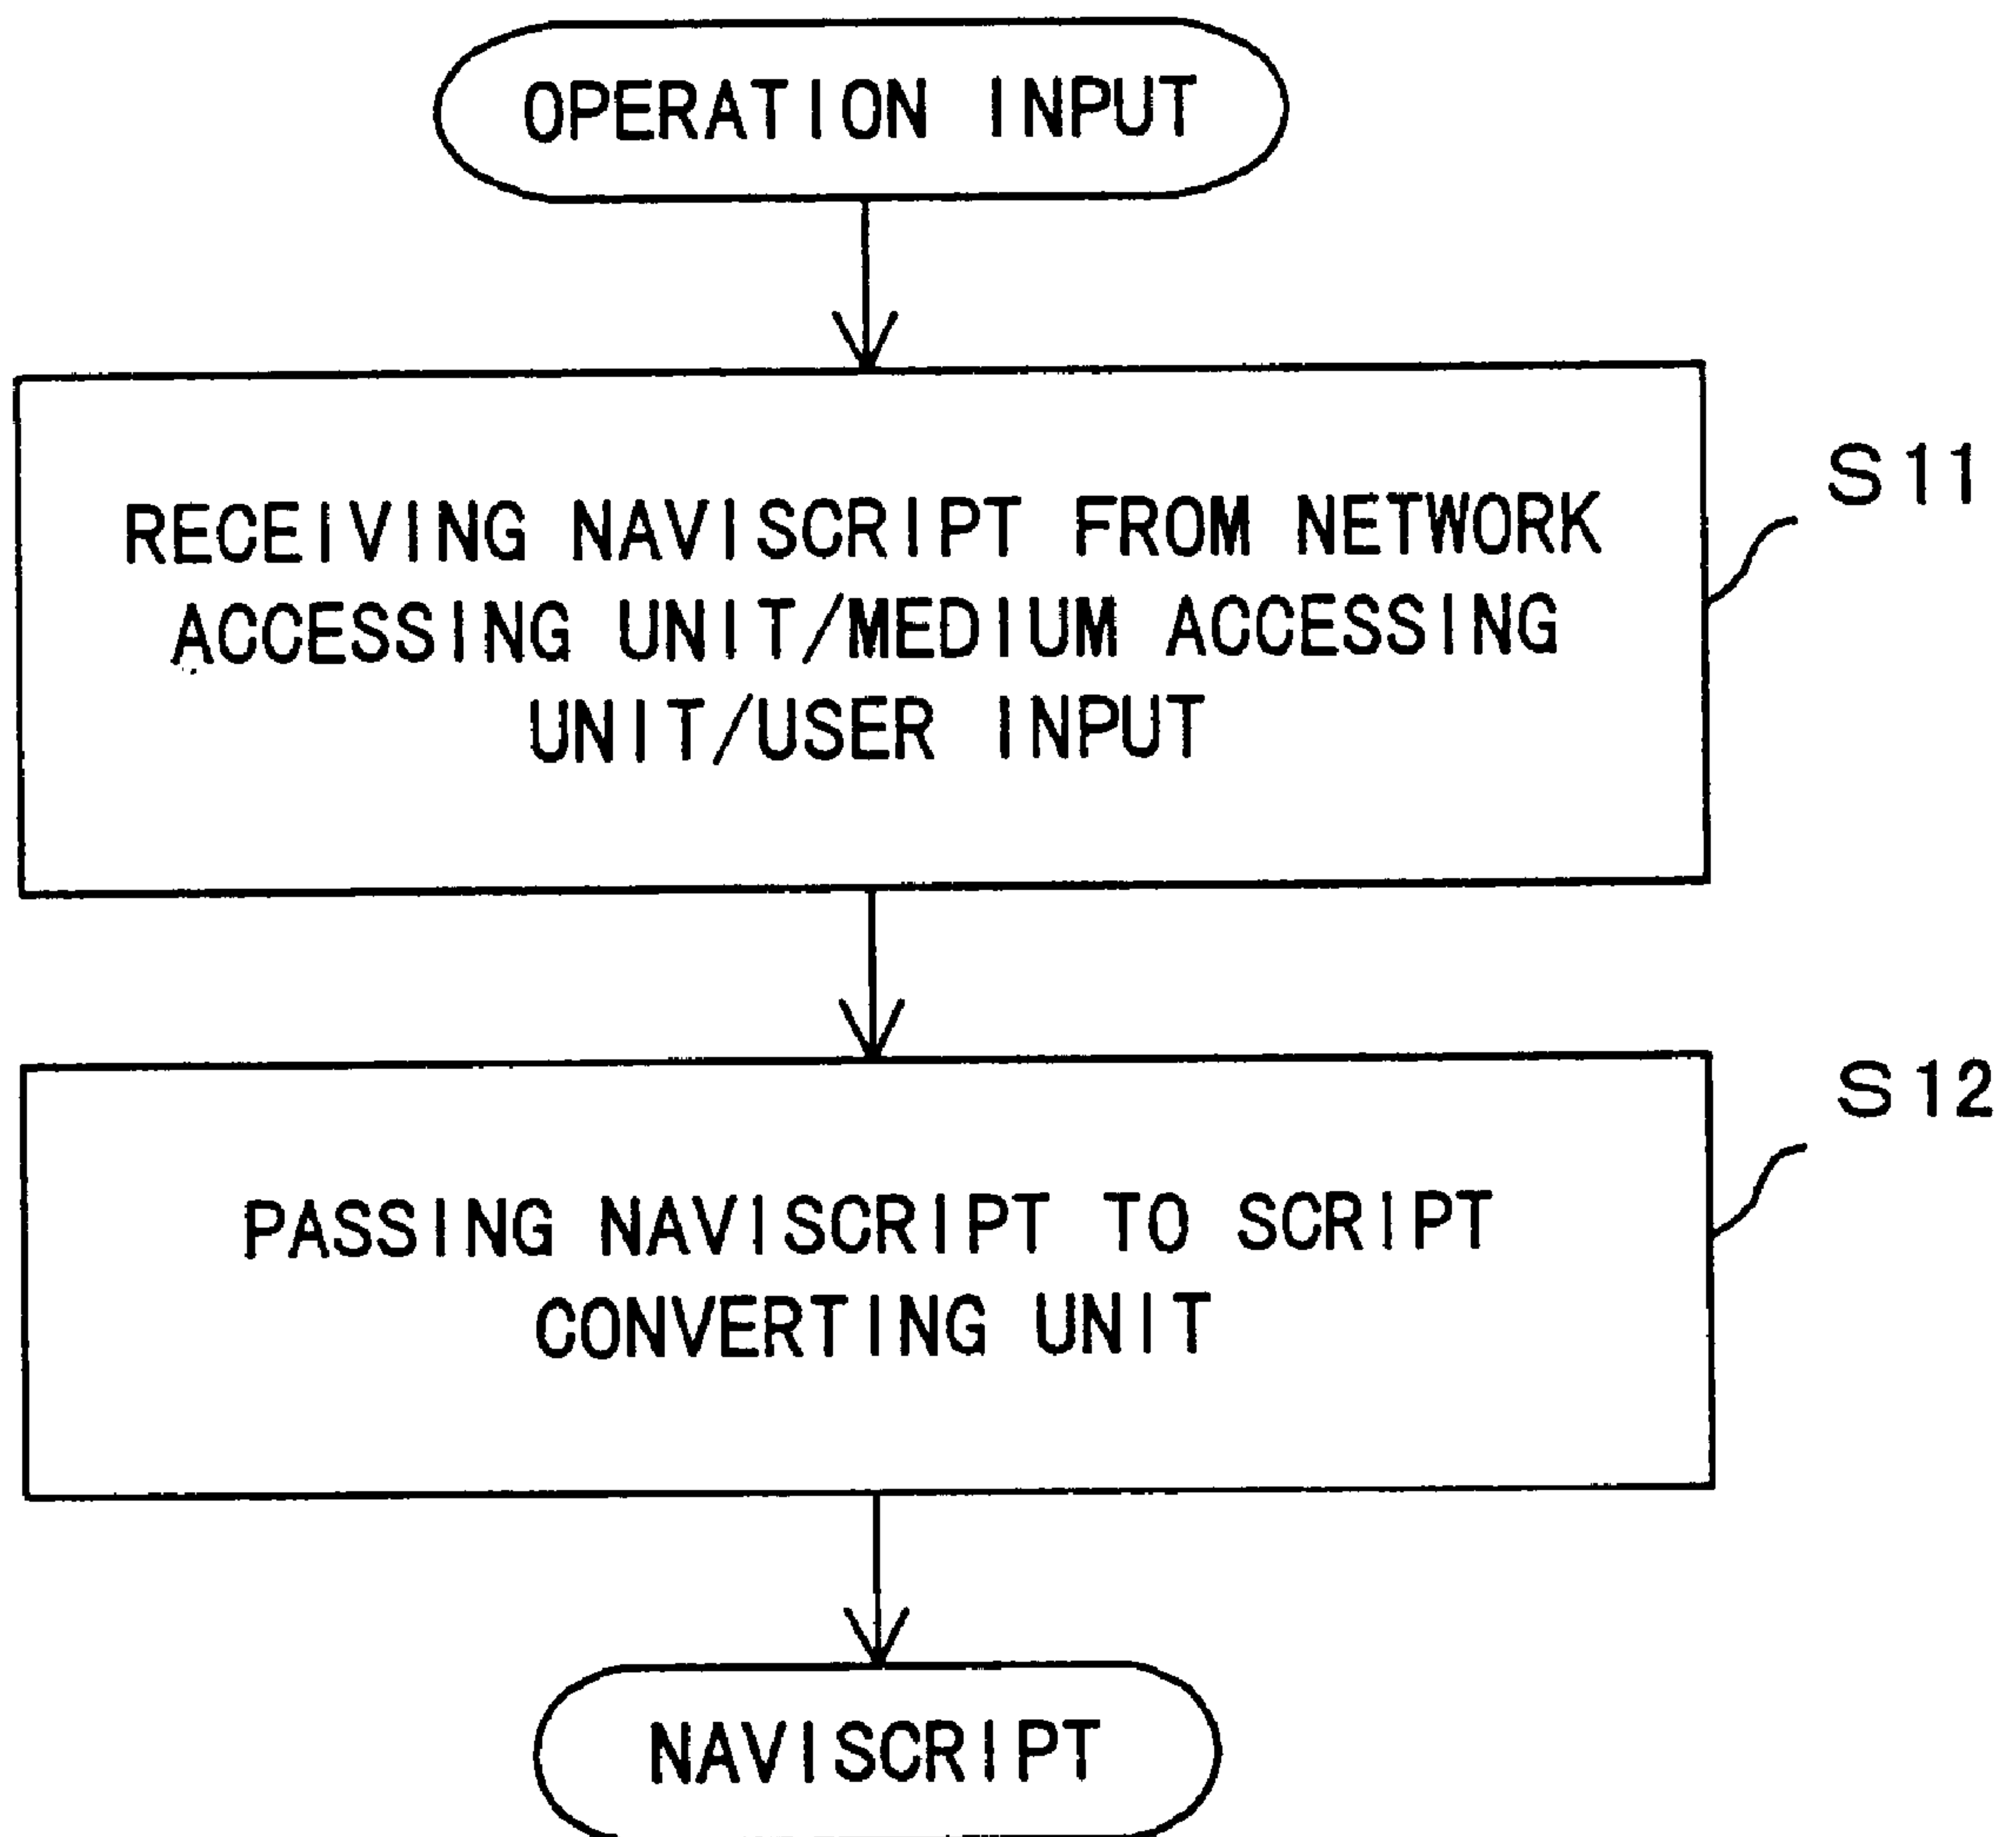 OPERATION INPUT
RECEIVING NAVISCRIPT FROM NETWORK
ACCESSING UNIT/MEDIUM ACCESSING
UNIT/USER INPUT
S11
PASSING NAVISCRIPT TO SCRIPT
CONVERTING UNIT
S12
NAVISCRIPT